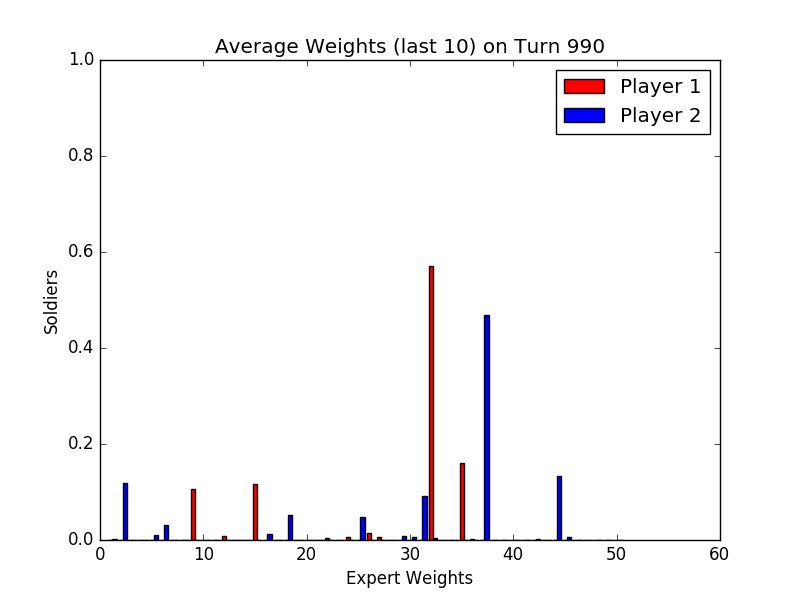 Average Weights (last 10) on Turn 990
1.0
0.8
0.6
0.4
0.2
0.0
Soldiers
Player 1
Player 2
0 10 20 30 40 50 60
Expert Weights